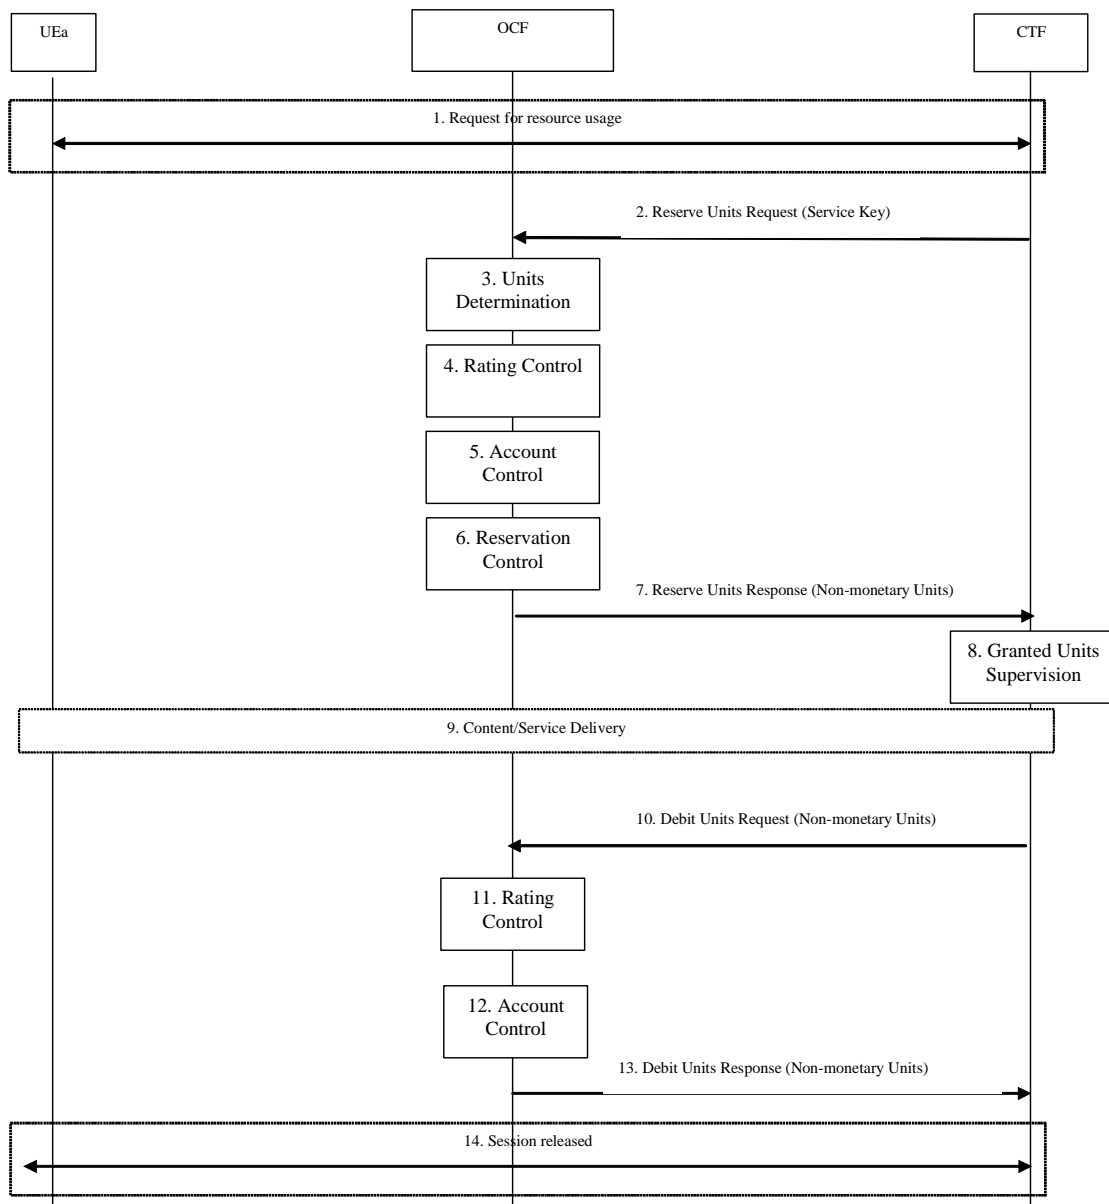 UEa
OCF
CTF
1. Request for resource usage
2. Reserve Units Request (Service Key)
3. Units
Determination
4. Rating Control
5. Account
Control
6. Reservation
Control
7. Reserve Units Response (Non-monetary Units)
8. Granted Units
Supervision
9. Content/Service Delivery
10. Debit Units Request (Non-monetary Units)
11. Rating
Control
12. Account
Control
13. Debit Units Response (Non-monetary Units)
14. Session released